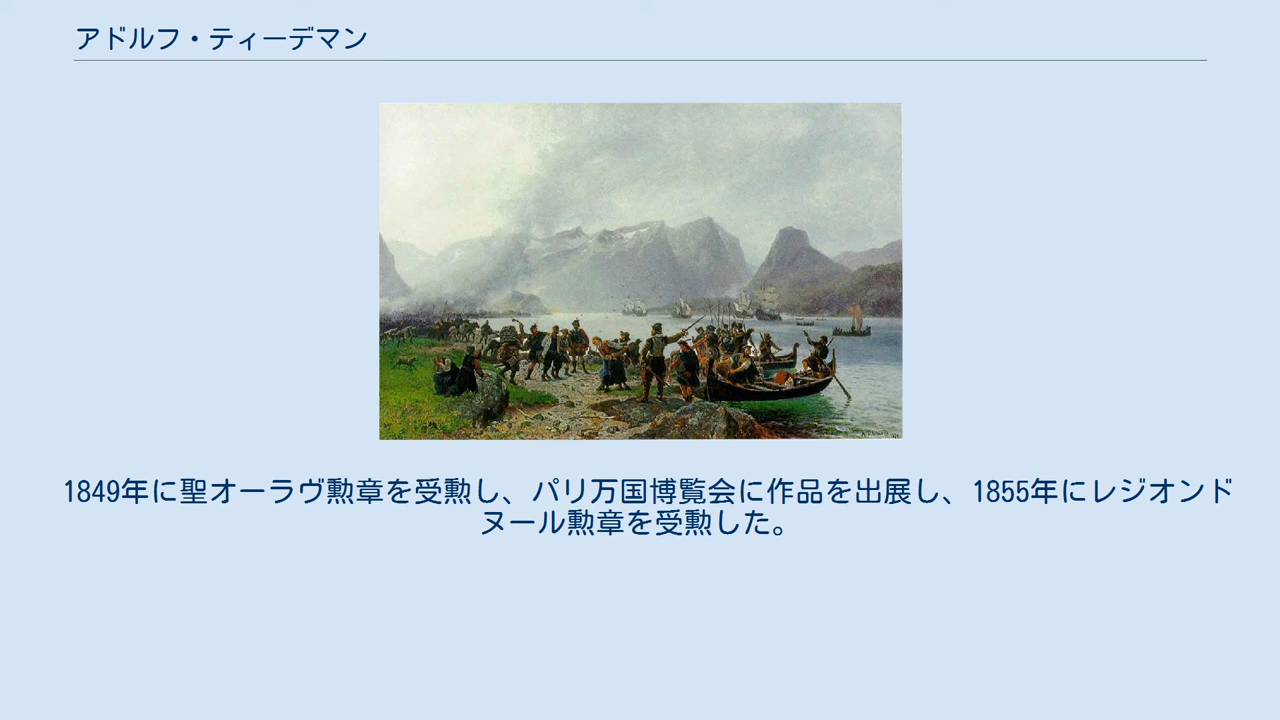 アドルフ・ティーデマン
1849年に聖オーラヴ勲章を受勲し、パリ万国博覧会に作品を出展し、1855年にレジオンド
ヌール勲章を受勲した。